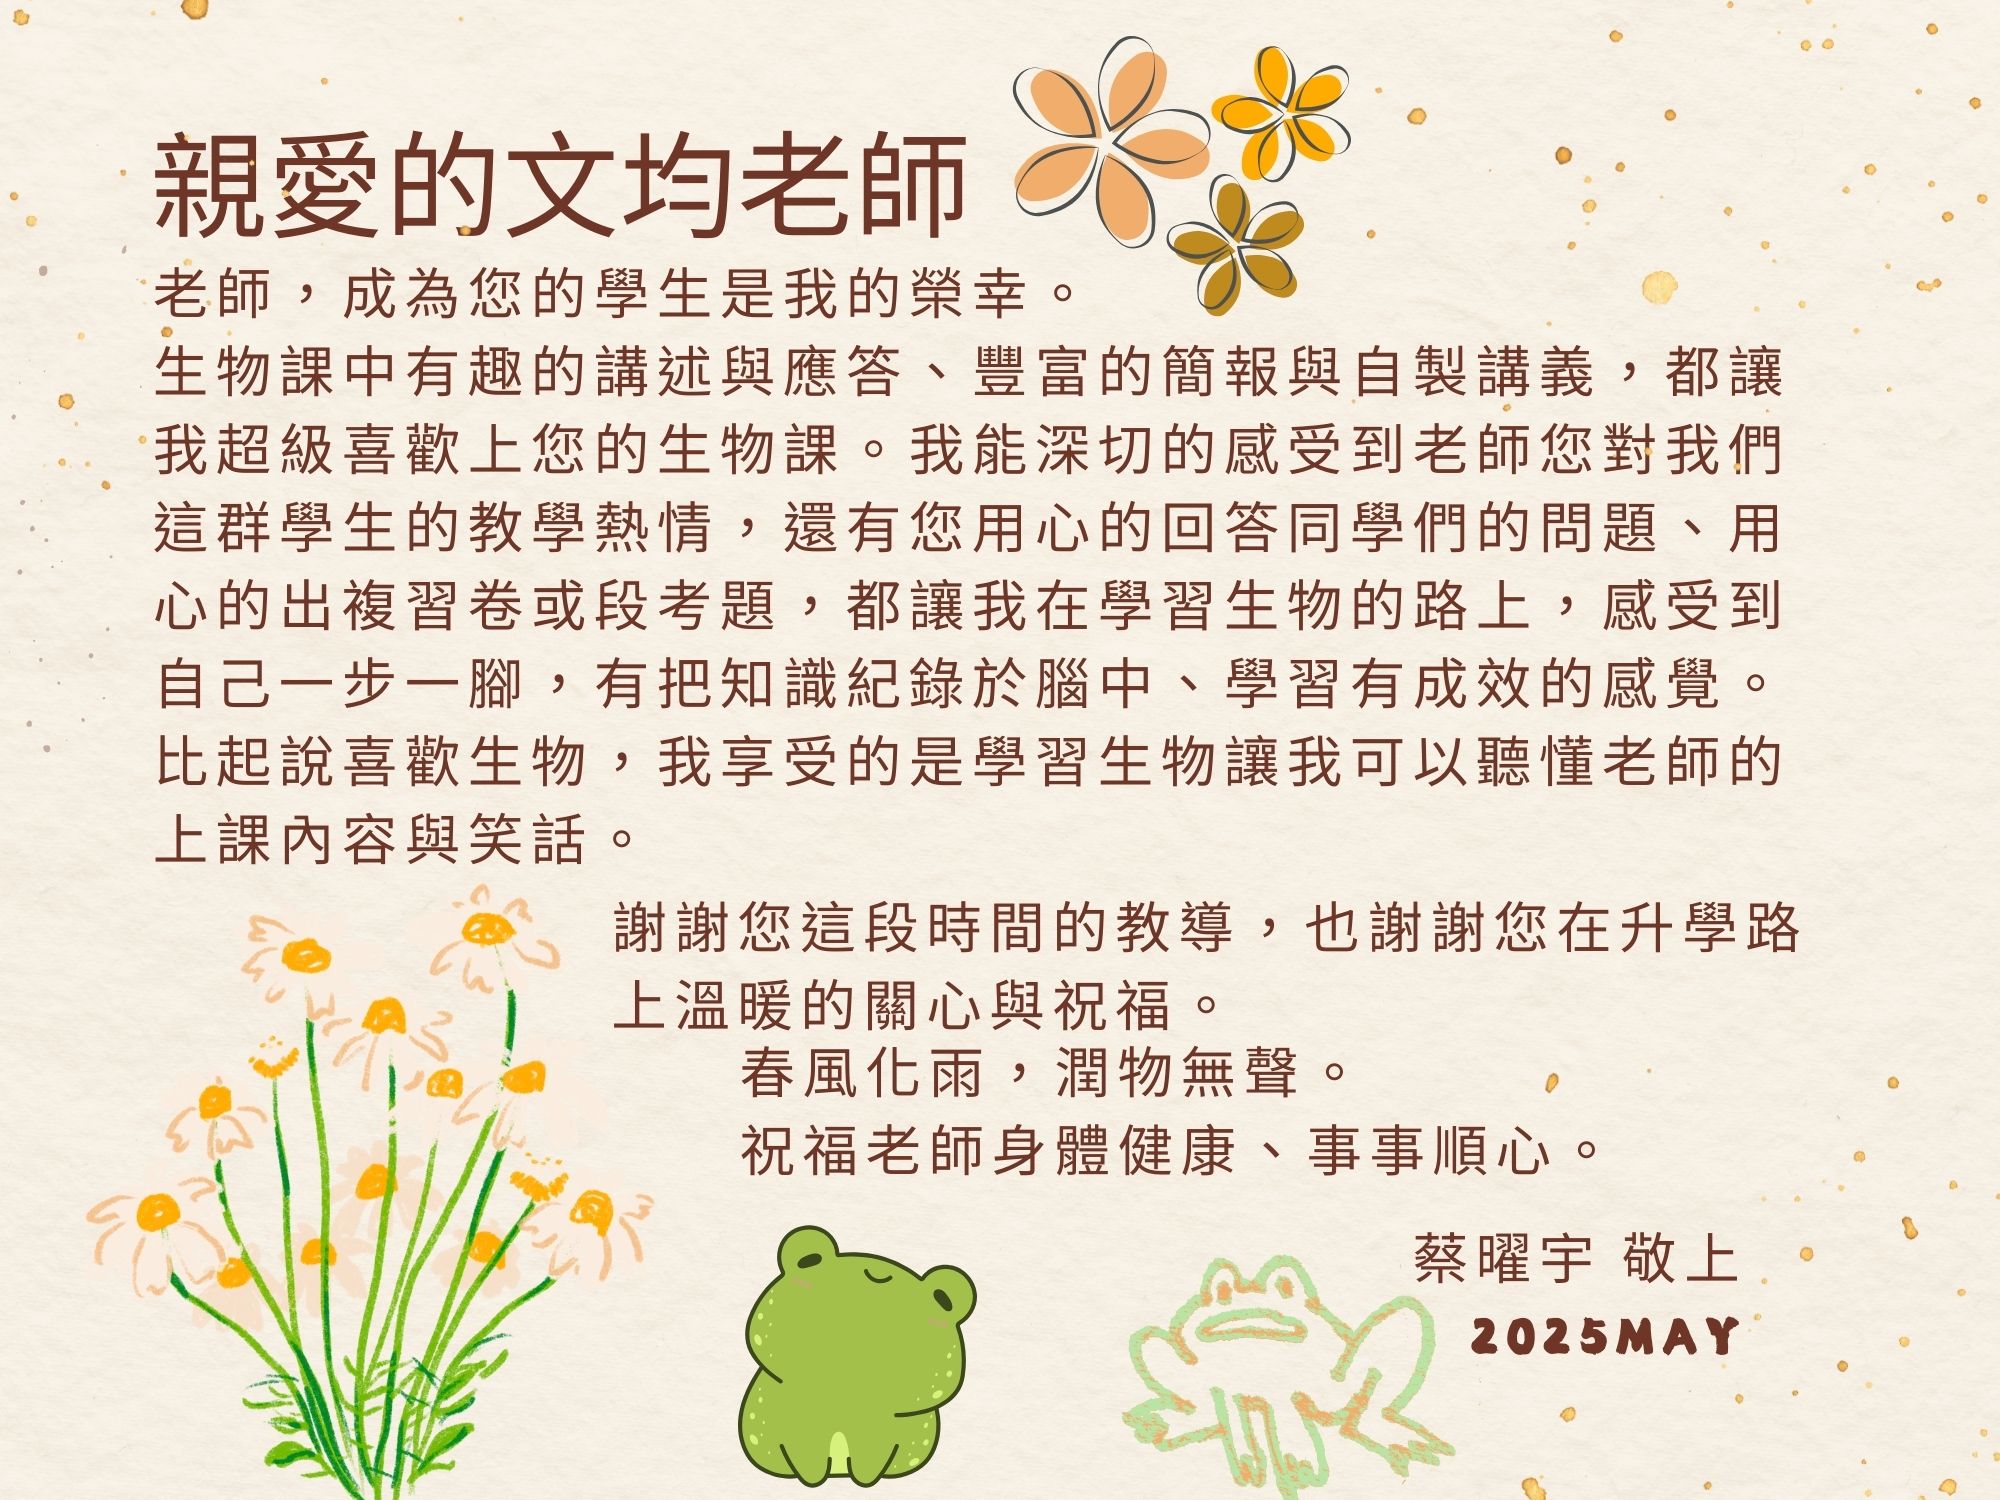 親愛的文均老師
老師，成為您的學生是我的榮幸。
生物課中有趣的講述與應答、豐富的簡報與自製講義，都讓
我超級喜歡上您的生物課。我能深切的感受到老師您對我們
這群學生的教學熱情，還有您用心的回答同學們的問題、用
心的出複習卷或段考題，都讓我在學習生物的路上，感受到
自己一步一腳，有把知識紀錄於腦中、學習有成效的感覺。
比起說喜歡生物，我享受的是學習生物讓我可以聽懂老師的
上課內容與笑話。
謝謝您這段時間的教導，也謝謝您在升學路
上溫暖的關心與祝福。
春風化雨，潤物無聲。
祝福老師身體健康、事事順心。
蔡曜宇 敬上
2025MAY